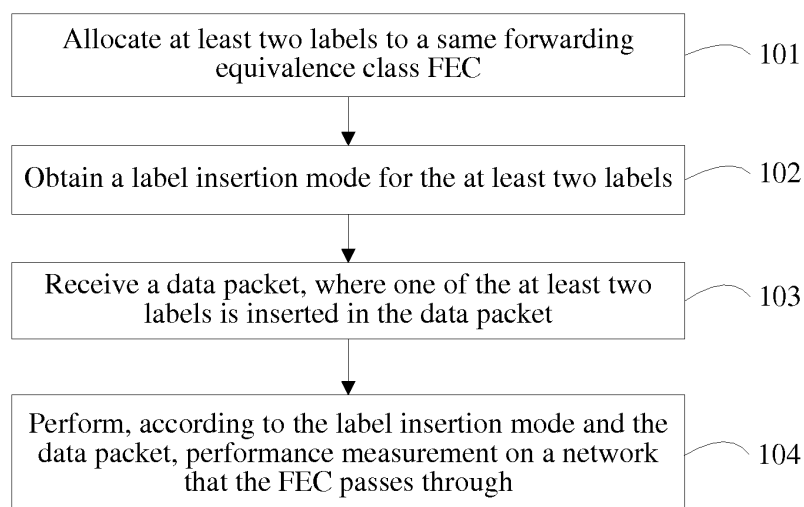 Allocate at least two labels to a same forwarding
equivalence class FEC
101
Obtain a label insertion mode for the at least two labels
102
Receive a data packet, where one of the at least two
labels is inserted in the data packet
103
Perform, according to the label insertion mode and the
data packet, performance measurement on a network
that the FEC passes through
104